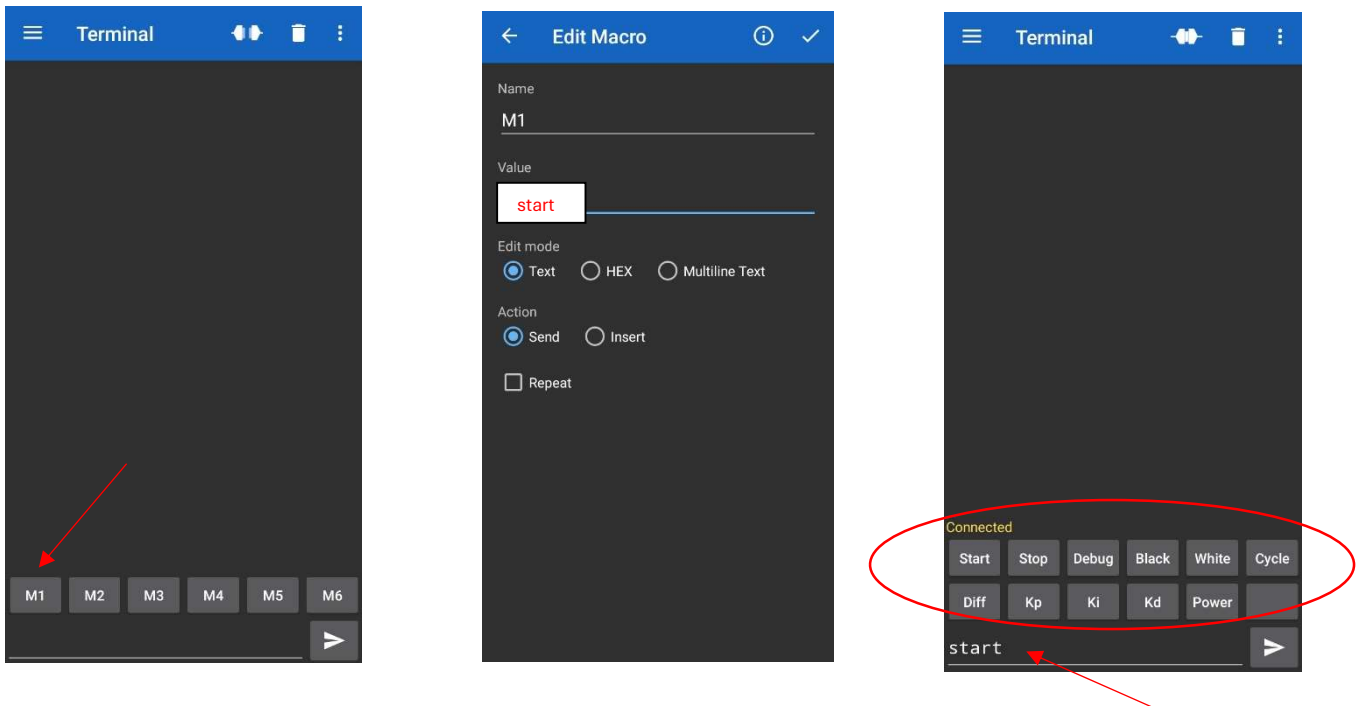 Terminal
M1 M2 M3 M4 M5 M6
Edit Macro
Name
M1
Value
start
Edit mode
Text HEX Multiline Text
Action
Send Insert
Repeat
Terminal
Connected
Start Stop Debug Black White Cycle
Diff Kp Ki Kd Power
start